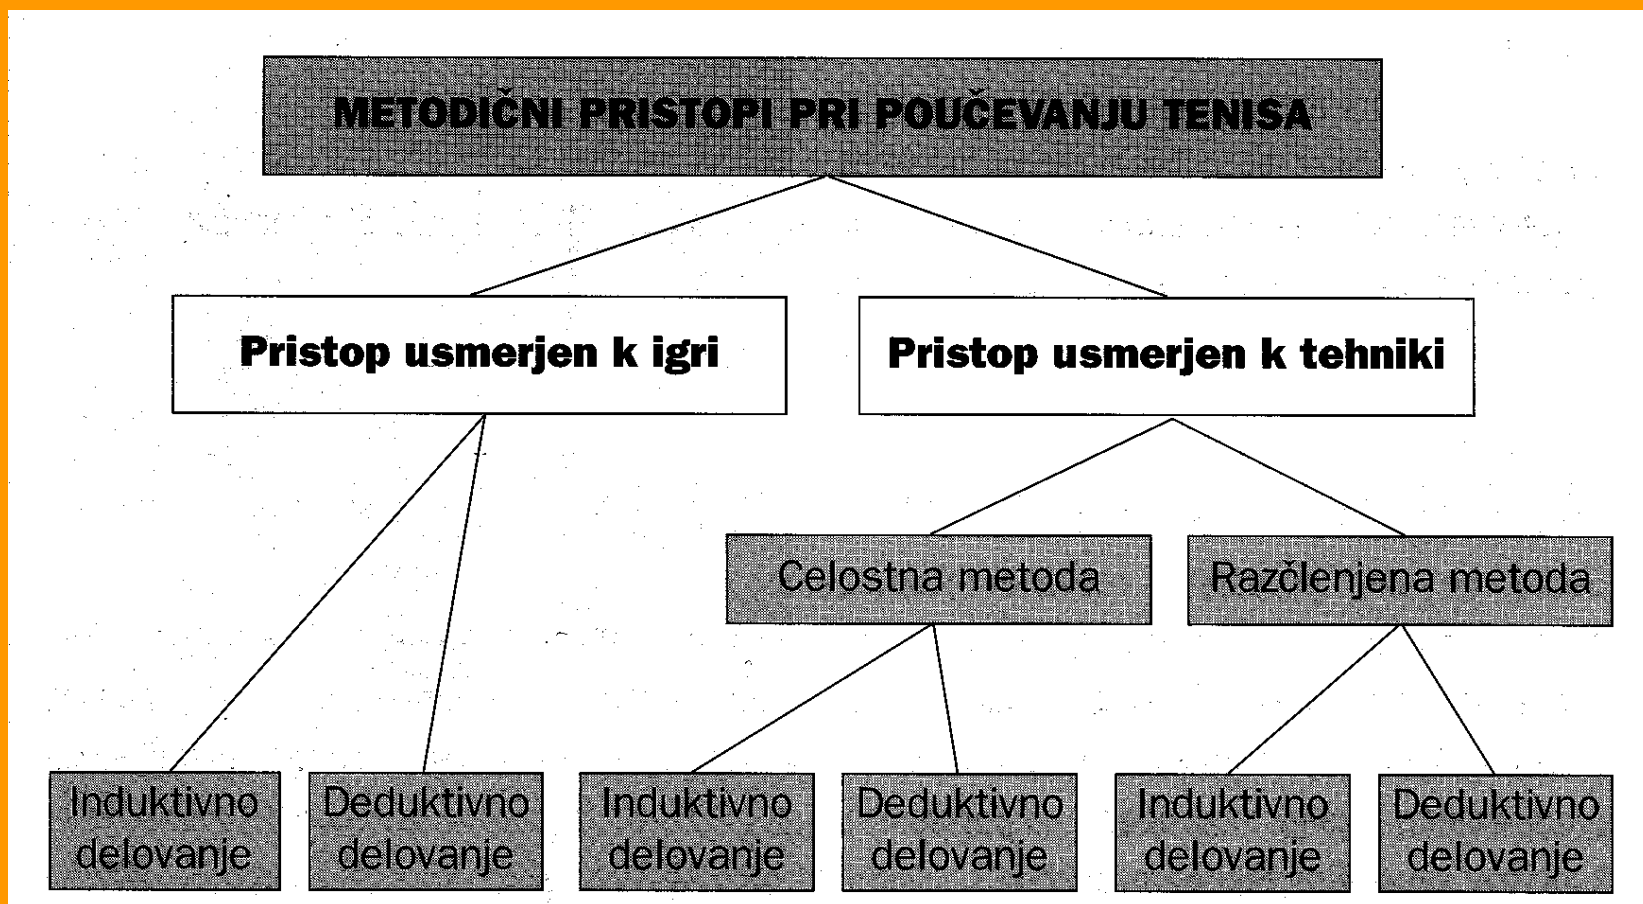 METODIČNI PRISTOPI PRI POUČEVANJU TENISA
Pristop usmerjen k igri
Pristop usmerjen k tehniki
Celostna metoda
Razčlenjena metoda
Induktivno
delovanje
Deduktivno
delovanje
Induktivno
delovanje
Deduktivno
delovanje
Induktivno
delovanje
Deduktivno
delovanje